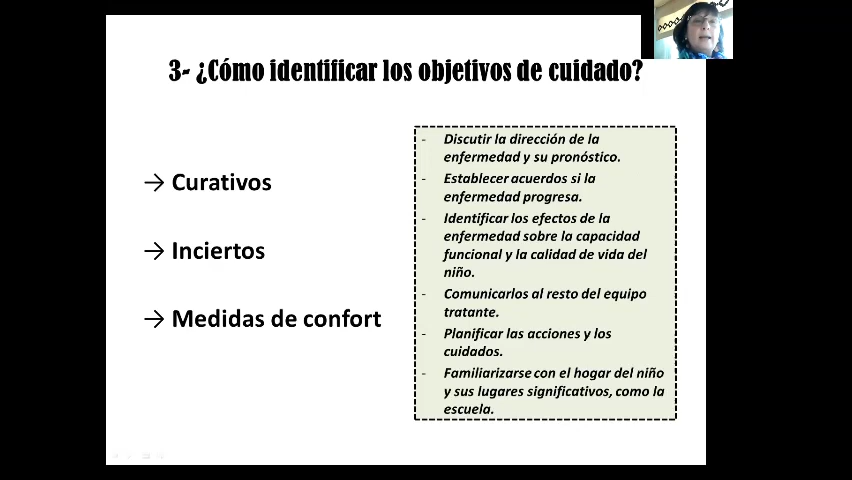 3- ¿Cómo identificar los objetivos de cuidado?
→ Curativos
→ Inciertos
→ Medidas de confort
- Discutir la dirección de la
enfermedad y su pronóstico.
- Establecer acuerdos si la
enfermedad progresa.
- Identificar los efectos de la
enfermedad sobre la capacidad
funcional y la calidad de vida del
niño.
- Comunicarlos al resto del equipo
tratante.
- Planificar las acciones y los
cuidados.
- Familiarizarse con el hogar del niño
y sus lugares significativos, como la
escuela.